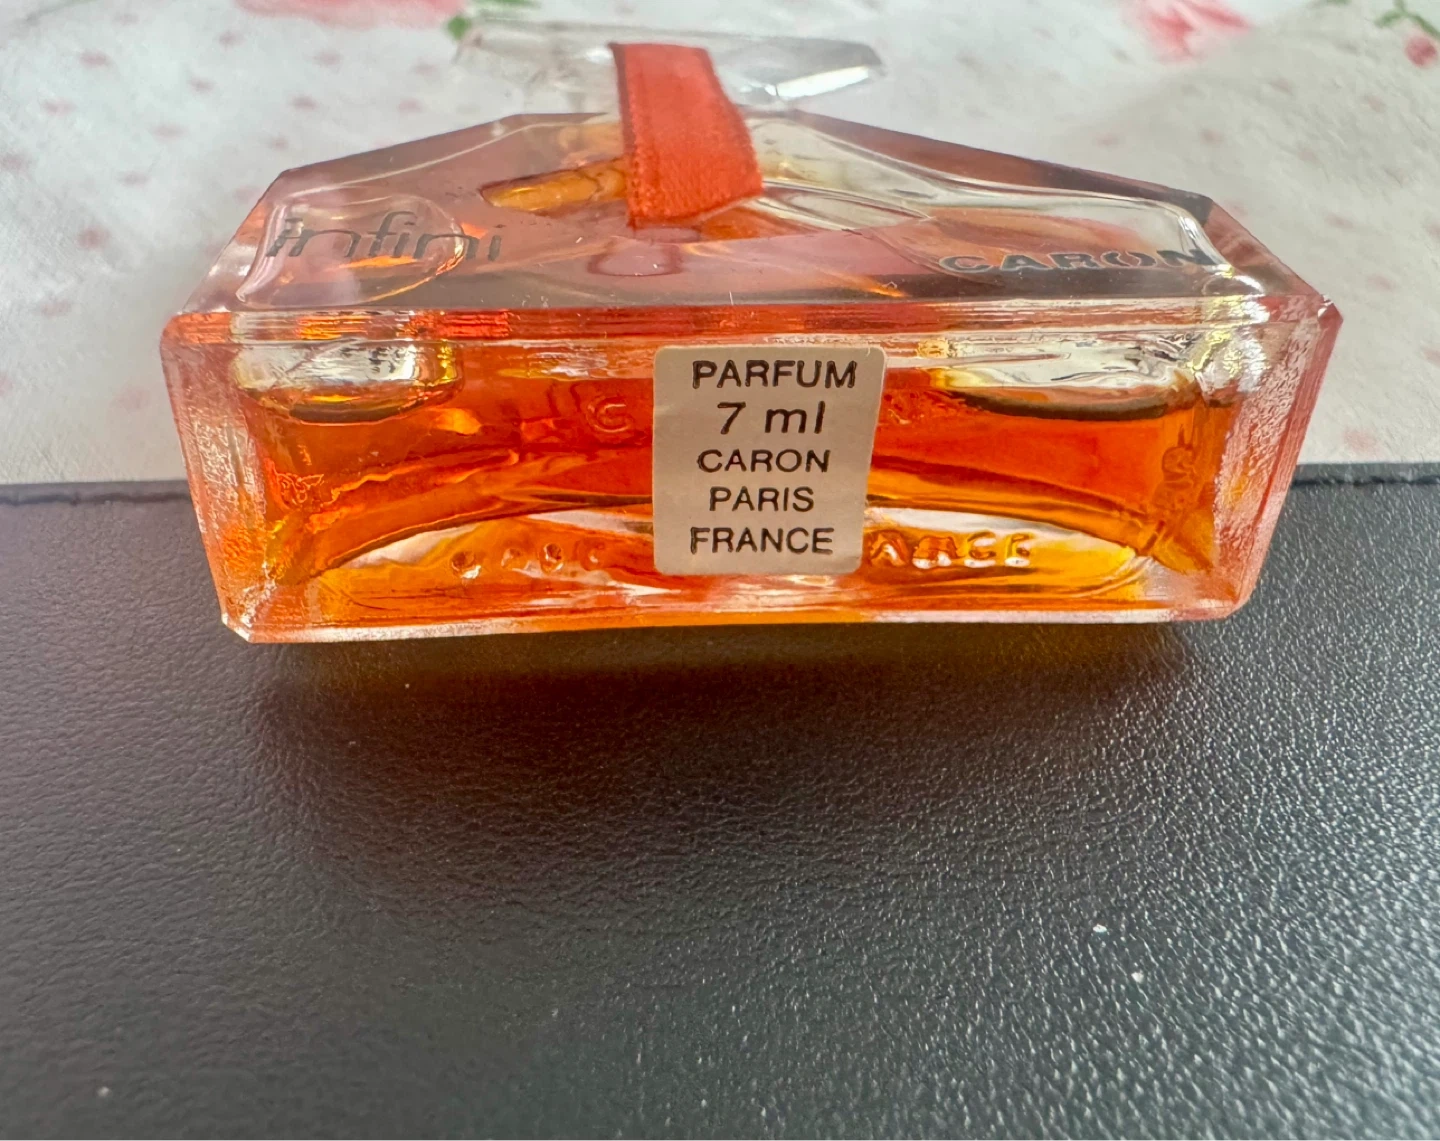 infini
CARON
PARFUM
7 ml
CARON
PARIS
FRANCE